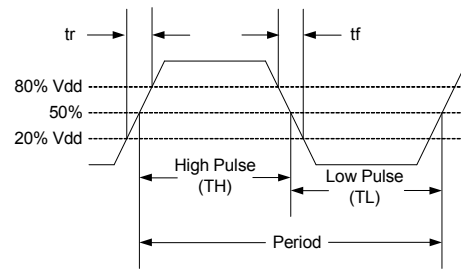 tr
tf
80% Vdd
50%
20% Vdd
High Pulse
(TH)
Low Pulse
(TL)
Period